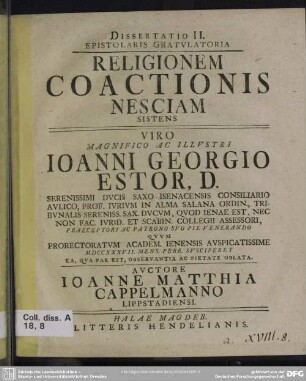 DISSERTATIO II.
EPISTOLARIS GRATVLATORIA
RELIGIONEM
COACTIONIS
NESCIAM
SISTENS
VIRO
MAGNIFICO AC ILLVSTRI
IOANNI GEORGIO
ESTOR, D.
SERENISSIMI DVCIS SAXO-ISENACENSIS CONSILIARIO
AVLICO, PROF. IVRIVM IN ALMA SALANA ORDIN, TRI-
BVNALIS SERENISS. SAX. DVCVM, QVOD IENAE EST, NEC
NON FAC. IVRID. ET SCABIN. COLLEGII ASSESSORI,
PRAECEPTORI AC PATRONO SVO PIE VENERANDO
QVVM
PRORECTORATVM ACADEM. IENENSIS AVSPICATISSIME
MDCCXXXVII. MENS. FEBR. SVSCIPERET
EA, QVA PAR EST, OBSERVANTIA AC PIETATE OBLATA.
AVCTORE
IOANNE MATTHIA
CAPPELMANNO
LIPPSTADIENSI.
HALAE MAGDEB.
LITTERIS HENDELIANIS.
Coll. diss. A
18, 8
XVIII. 8.
Deutsche Forschungsgemeinschaft